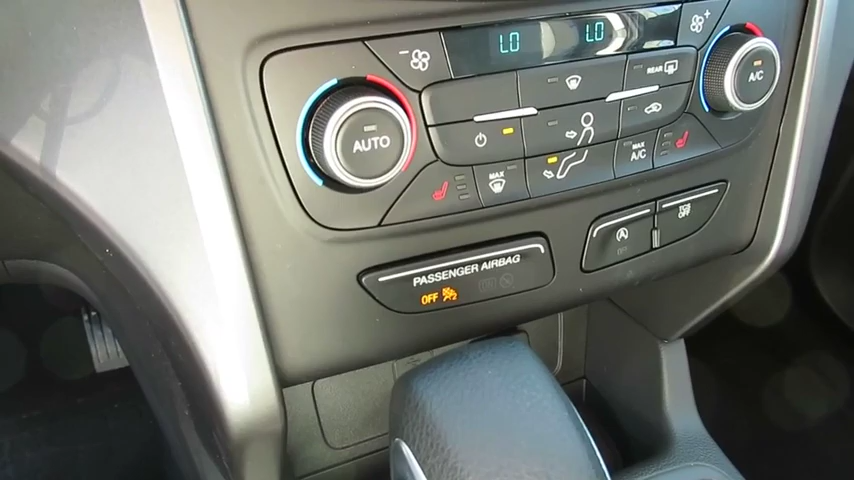 LO LO
REAR
AUTO
A/C
MAX
A/C
MAX
TCS
OFF
PASSENGER AIRBAG
OFF